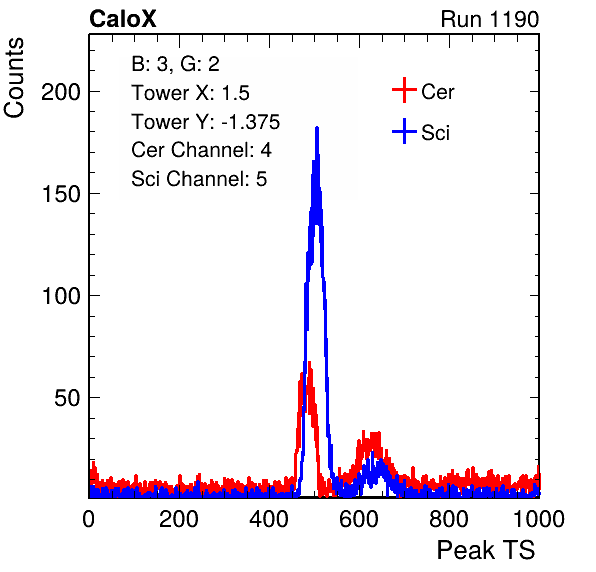 CaloX Run 1190
Counts
B: 3, G: 2
Tower X: 1.5
Tower Y: -1.375
Cer Channel: 4
Sci Channel: 5
Cer
Sci
200
150
100
50
0 200 400 600 800 1000
Peak TS